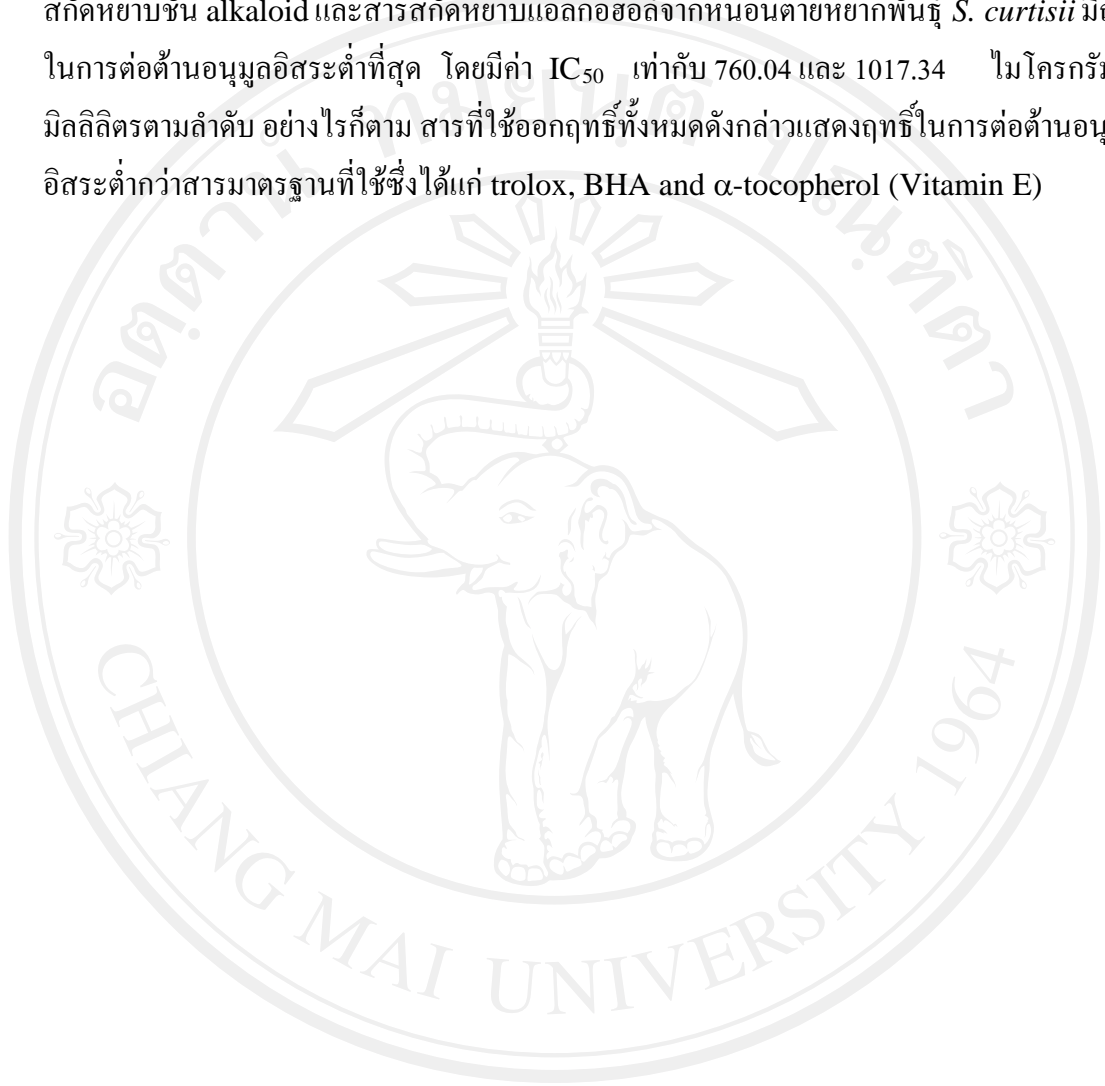 สกัดหยาบชั้น alkaloid และสารสกัดหยาบแอลกอฮอล์จากหนอนตายหยากพันธุ์ S. curtisii
ในการต่อต้านอนุมูลอิสระต่ำที่สุด โดยมีค่า IC50 เท่ากับ 760.04 และ 1017.34 ไมโครกรัม
มิลลิลิตรตามลำดับ อย่างไรก็ตาม สารที่ใช้ออกฤทธิ์ทั้งหมดดังกล่าวแสดงฤทธิ์ในการต่อต้านอนุ
อิสระต่ำกว่าสารมาตรฐานที่ใช้ซึ่งได้แก่ trolox, BHA and α-tocopherol (Vitamin E)
CHIANG MAI UNIVERSITY 1964